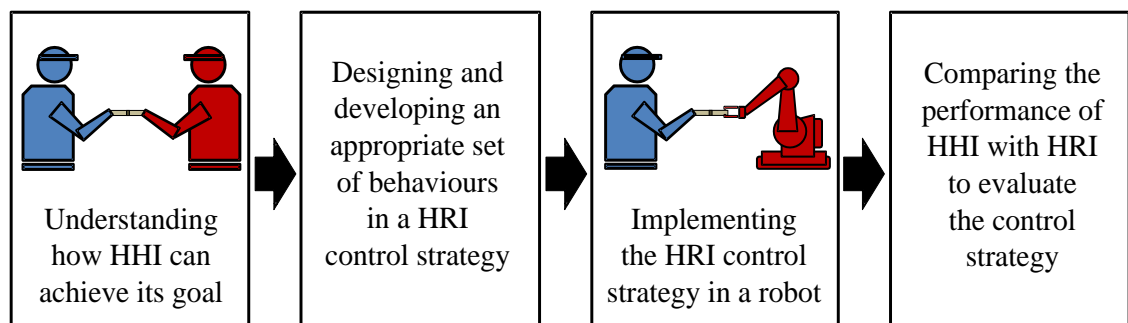 Understanding
how HHI can
achieve its goal
Designing and
developing an
appropriate set
of behaviours
in a HRI
control strategy
Implementing
the HRI control
strategy in a robot
Comparing the
performance of
HHI with HRI
to evaluate
the control
strategy